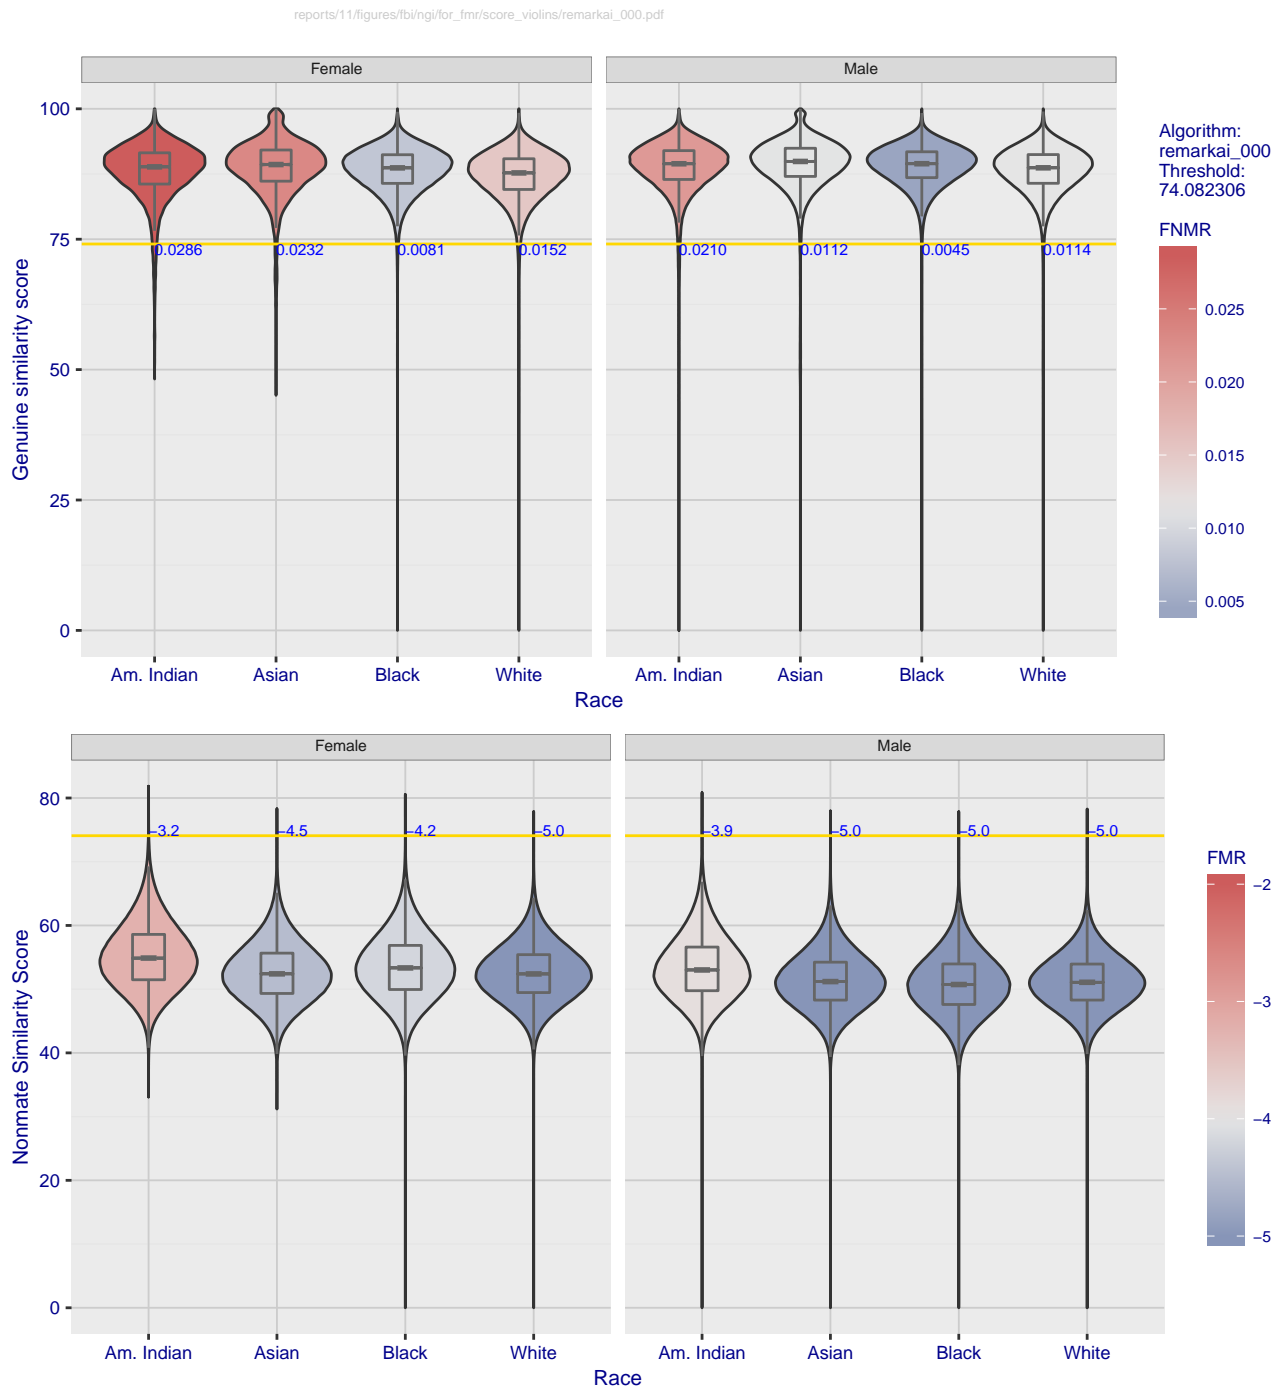 reports/11/figures/fbi/ngi/for_fmr/score_violins/remarkai_000.pdf
Female
Male
100
75
50
25
0
Genuine similarity score
0.0286
0.0232
0.0081
0.0152
0.0210
0.0112
0.0045
0.0114
Am. Indian
Asian
Black
White
Am. Indian
Asian
Black
White
Race
Algorithm:
remarkai_000
Threshold:
74.082306
FNMR
0.025
0.020
0.015
0.010
0.005
Female
Male
80
60
40
20
0
Nonmate Similarity Score
−3.2
−4.5
−4.2
−5.0
−3.9
−5.0
−5.0
−5.0
Am. Indian
Asian
Black
White
Am. Indian
Asian
Black
White
Race
FMR
−2
−3
−4
−5